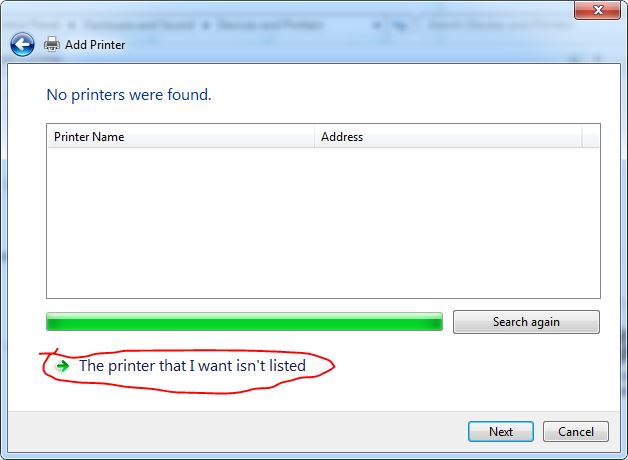 Add Printer
No printers were found.
Printer Name Address
Search again
The printer that I want isn't listed
Next Cancel